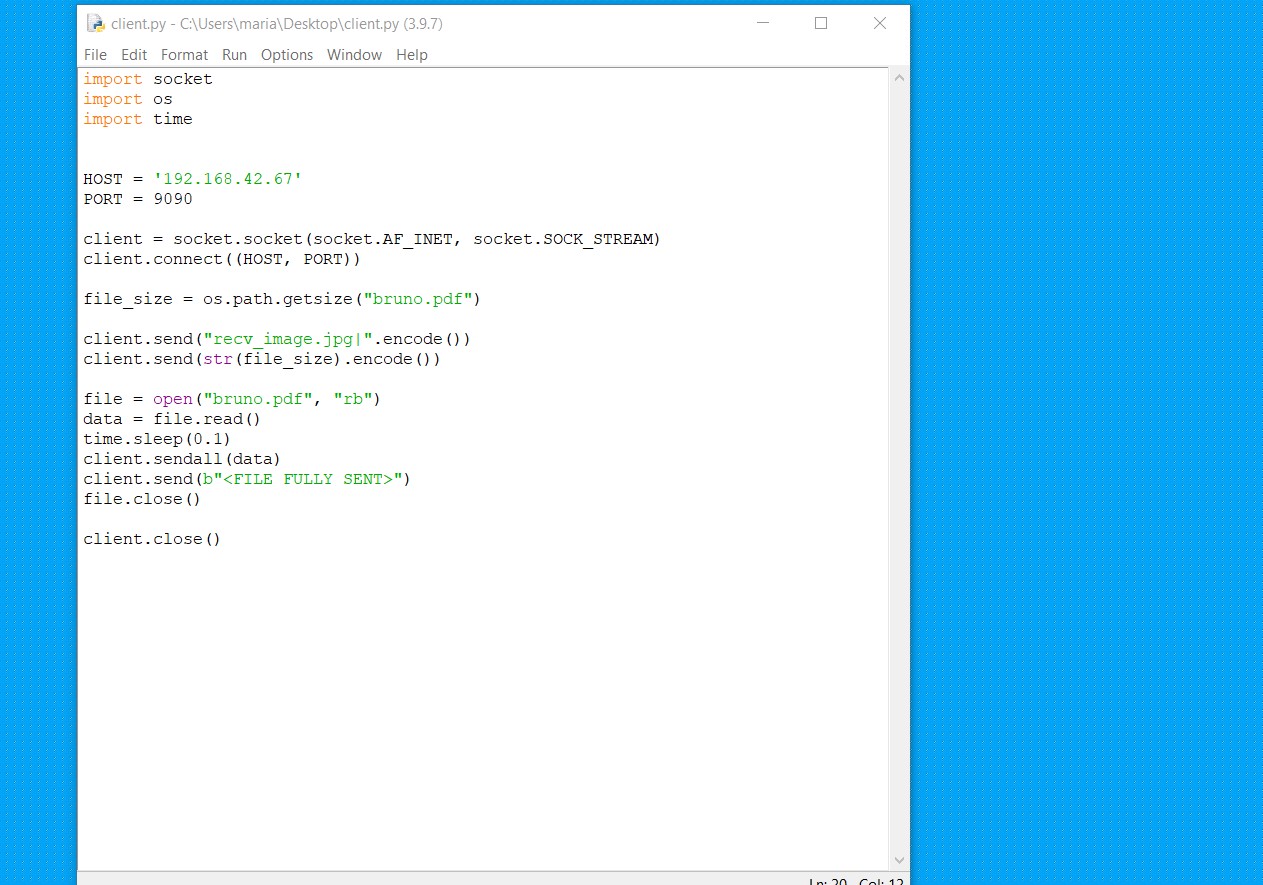 client.py - C:\Users\maria\Desktop\client.py (3.9.7)
File Edit Format Run Options Window Help
import socket
import os
import time
HOST = '192.168.42.67'
PORT = 9090
client = socket.socket(socket.AF_INET, socket.SOCK_STREAM)
client.connect((HOST, PORT))
file_size = os.path.getsize("bruno.pdf")
client.send("recv_image.jpg|".encode())
client.send(str(file_size).encode())
file = open("bruno.pdf", "rb")
data = file.read()
time.sleep(0.1)
client.sendall(data)
client.send(b"<FILE FULLY SENT>")
file.close()
client.close()
Ln: 20 Col: 12